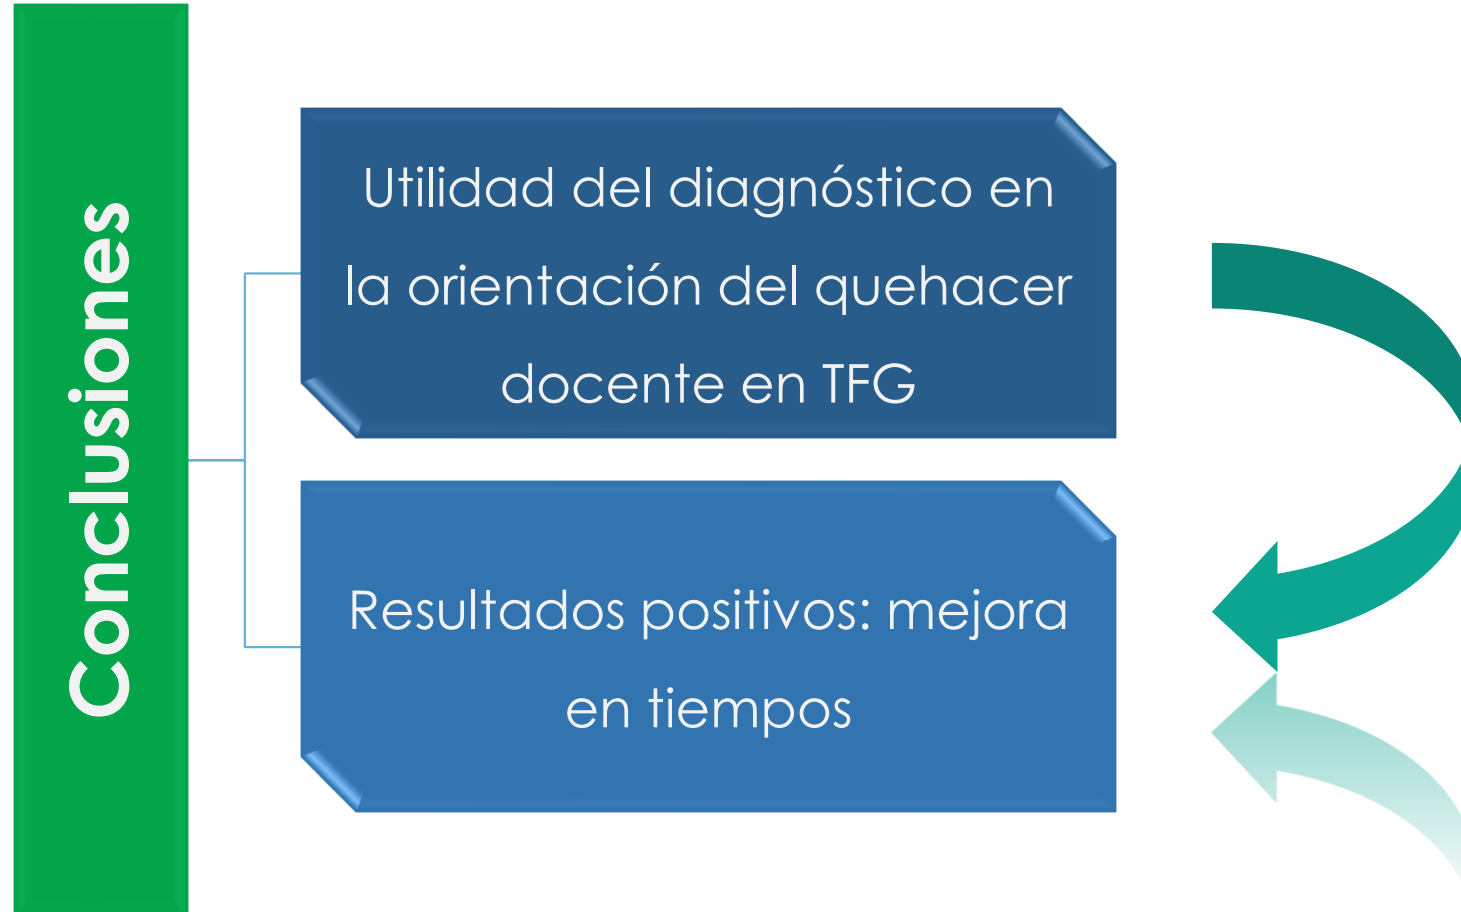 Conclusiones
Utilidad del diagnóstico en
la orientación del quehacer
docente en TFG
Resultados positivos: mejora
en tiempos